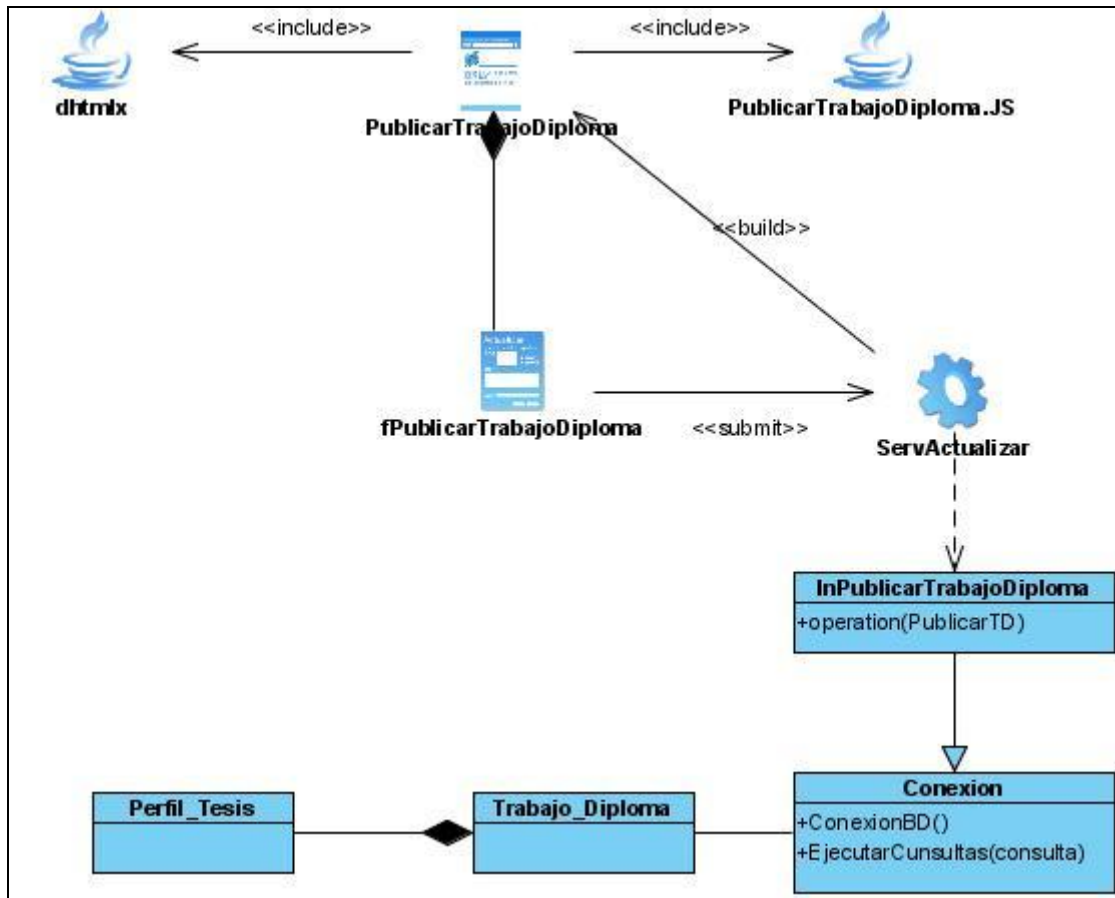 <<include>>
<<include>>
dhtmlx
PublicarTrabajoDiploma
PublicarTrabajoDiploma.JS
<<build>>
Actualizar
fPublicarTrabajoDiploma
<<submit>>
ServActualizar
InPublicarTrabajoDiploma
+operation(PublicarTD)
Conexion
+ConexionBD()
+EjecutarCunsultas(consulta)
Perfil_Tesis
Trabajo_Diploma